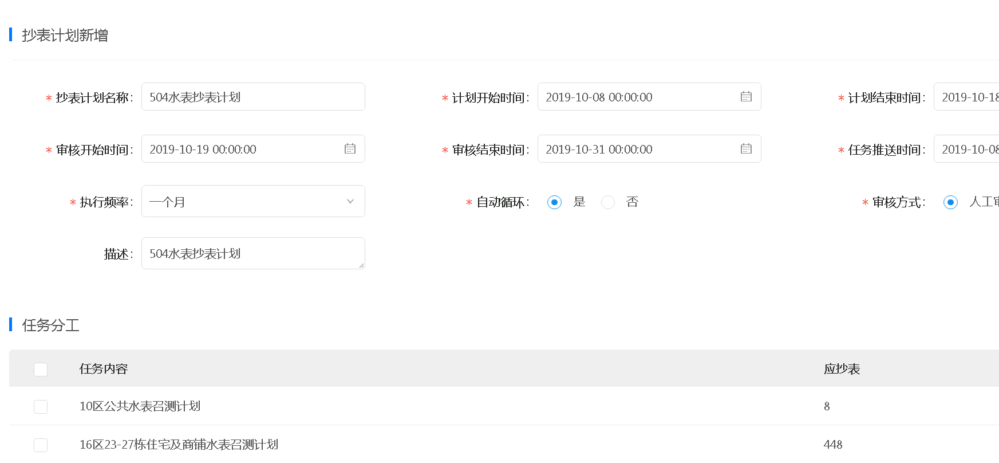 抄表计划新增
* 抄表计划名称: 504水表抄表计划 * 计划开始时间: 2019-10-08 00:00:00 * 计划结束时间: 2019-10-18
* 审核开始时间: 2019-10-19 00:00:00 * 审核结束时间: 2019-10-31 00:00:00 * 任务推送时间: 2019-10-08
* 执行频率: 一个月 * 自动循环: 是 否 * 审核方式: 人工审
描述: 504水表抄表计划
任务分工
任务内容 应抄表
10区公共水表召测计划 8
16区23-27栋住宅及商铺水表召测计划 448